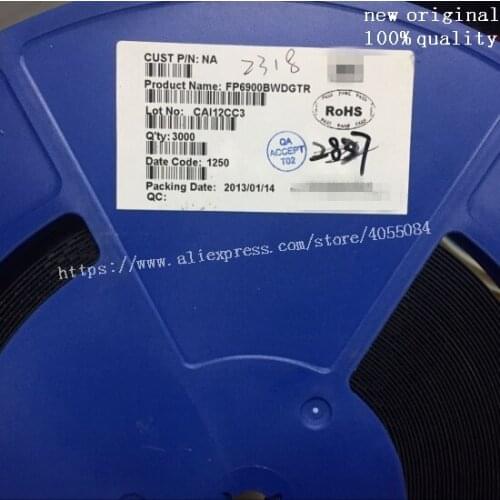 new original
100% quality
CUST P/N: NA
2318
Product Name: FP6900BWDGTR
Lot No: CAI12CC3
Q'ty: 3000
Date Code: 1250
Packing Date: 2013/01/14
QC:
RoHS
QA
ACCEPT
T02
https://www.aliexpress.com/store/4055084